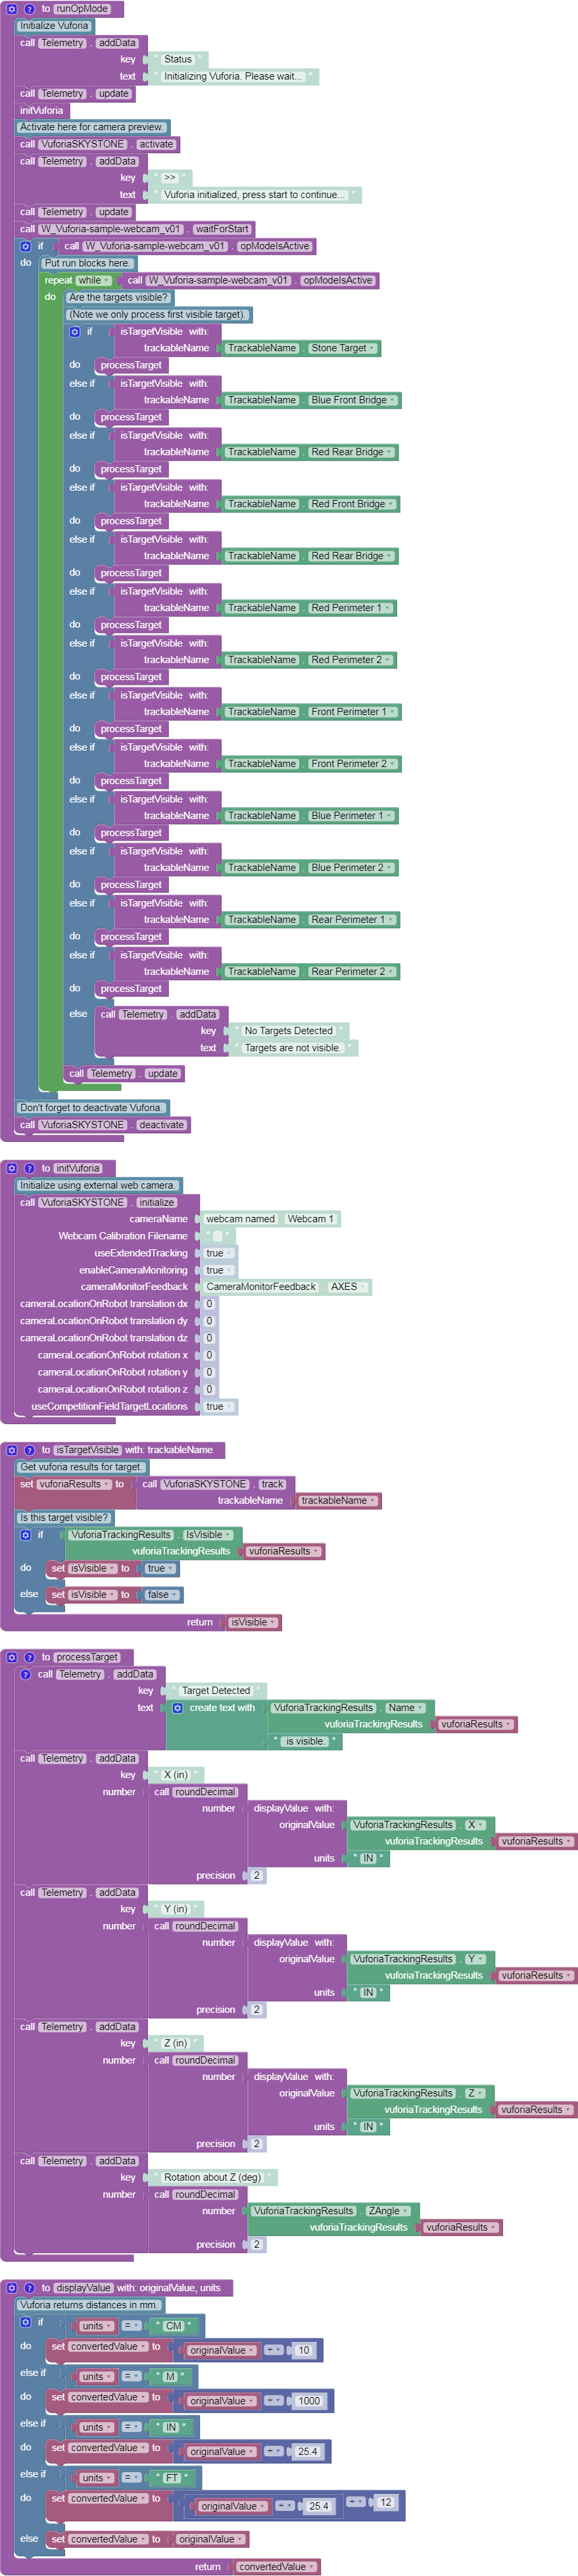 to runOpMode
Initialize Vuforia
call Telemetry . addData
key " Status "
text " Initializing Vuforia. Please wait... "
call Telemetry . update
initVuforia
Activate here for camera preview.
call VuforiaSKYSTONE . activate
call Telemetry . addData
key " >> "
text " Vuforia initialized, press start to continue... "
call Telemetry . update
call W_Vuforia-sample-webcam_v01 . waitForStart
if call W_Vuforia-sample-webcam_v01 . opModeIsActive
do Put run blocks here.
repeat while call W_Vuforia-sample-webcam_v01 . opModeIsActive
do Are the targets visible?
(Note we only process first visible target).
if isTargetVisible with:
trackableName TrackableName . Stone Target
do processTarget
else if isTargetVisible with:
trackableName TrackableName . Blue Front Bridge
do processTarget
else if isTargetVisible with:
trackableName TrackableName . Red Rear Bridge
do processTarget
else if isTargetVisible with:
trackableName TrackableName . Red Front Bridge
do processTarget
else if isTargetVisible with:
trackableName TrackableName . Red Rear Bridge
do processTarget
else if isTargetVisible with:
trackableName TrackableName . Red Perimeter 1
do processTarget
else if isTargetVisible with:
trackableName TrackableName . Red Perimeter 2
do processTarget
else if isTargetVisible with:
trackableName TrackableName . Front Perimeter 1
do processTarget
else if isTargetVisible with:
trackableName TrackableName . Front Perimeter 2
do processTarget
else if isTargetVisible with:
trackableName TrackableName . Blue Perimeter 1
do processTarget
else if isTargetVisible with:
trackableName TrackableName . Blue Perimeter 2
do processTarget
else if isTargetVisible with:
trackableName TrackableName . Rear Perimeter 1
do processTarget
else if isTargetVisible with:
trackableName TrackableName . Rear Perimeter 2
do processTarget
else call Telemetry . addData
key " No Targets Detected "
text " Targets are not visible. "
call Telemetry . update
Don't forget to deactivate Vuforia.
call VuforiaSKYSTONE . deactivate
to initVuforia
Initialize using external web camera.
call VuforiaSKYSTONE . initialize
cameraName webcam named Webcam 1
Webcam Calibration Filename " "
useExtendedTracking true
enableCameraMonitoring true
cameraMonitorFeedback CameraMonitorFeedback AXES
cameraLocationOnRobot translation dx 0
cameraLocationOnRobot translation dy 0
cameraLocationOnRobot translation dz 0
cameraLocationOnRobot rotation x 0
cameraLocationOnRobot rotation y 0
cameraLocationOnRobot rotation z 0
useCompetitionFieldTargetLocations true
to isTargetVisible with: trackableName
Get vuforia results for target.
set vuforiaResults to call VuforiaSKYSTONE . track
trackableName trackableName
Is this target visible?
if VuforiaTrackingResults . IsVisible
vuforiaTrackingResults vuforiaResults
do set isVisible to true
else set isVisible to false
return isVisible
to processTarget
call Telemetry . addData
key " Target Detected "
text create text with VuforiaTrackingResults . Name
vuforiaTrackingResults vuforiaResults
" is visible. "
call Telemetry . addData
key " X (in) "
number call roundDecimal
number displayValue with:
originalValue VuforiaTrackingResults . X
vuforiaTrackingResults vuforiaResults
units " IN "
precision 2
call Telemetry . addData
key " Y (in) "
number call roundDecimal
number displayValue with:
originalValue VuforiaTrackingResults . Y
vuforiaTrackingResults vuforiaResults
units " IN "
precision 2
call Telemetry . addData
key " Z (in) "
number call roundDecimal
number displayValue with:
originalValue VuforiaTrackingResults . Z
vuforiaTrackingResults vuforiaResults
units " IN "
precision 2
call Telemetry . addData
key " Rotation about Z (deg) "
number call roundDecimal
number VuforiaTrackingResults . ZAngle
vuforiaTrackingResults vuforiaResults
precision 2
to displayValue with: originalValue, units
Vuforia returns distances in mm.
if units = " CM "
do set convertedValue to originalValue ÷ 10
else if units = " M "
do set convertedValue to originalValue ÷ 1000
else if units = " IN "
do set convertedValue to originalValue ÷ 25.4
else if units = " FT "
do set convertedValue to originalValue ÷ 25.4 ÷ 12
else set convertedValue to originalValue
return convertedValue